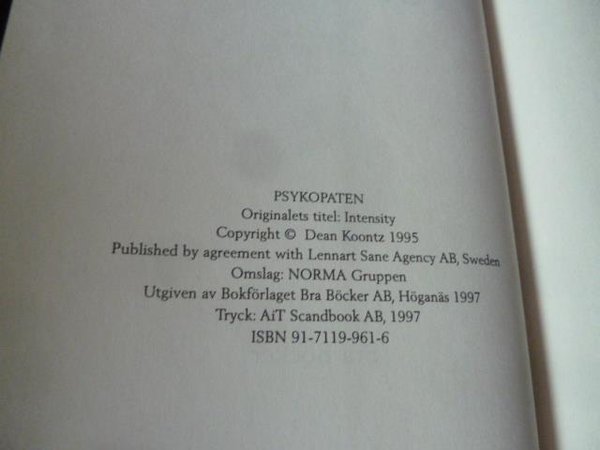 PSYKOPATEN
Originalets titel: Intensity
Copyright © Dean Koontz 1995
Published by agreement with Lennart Sane Agency AB, Sweden
Omslag: NORMA Gruppen
Utgiven av Bokförlaget Bra Böcker AB, Höganäs 1997
Tryck: AiT Scandbook AB, 1997
ISBN 91-7119-961-6